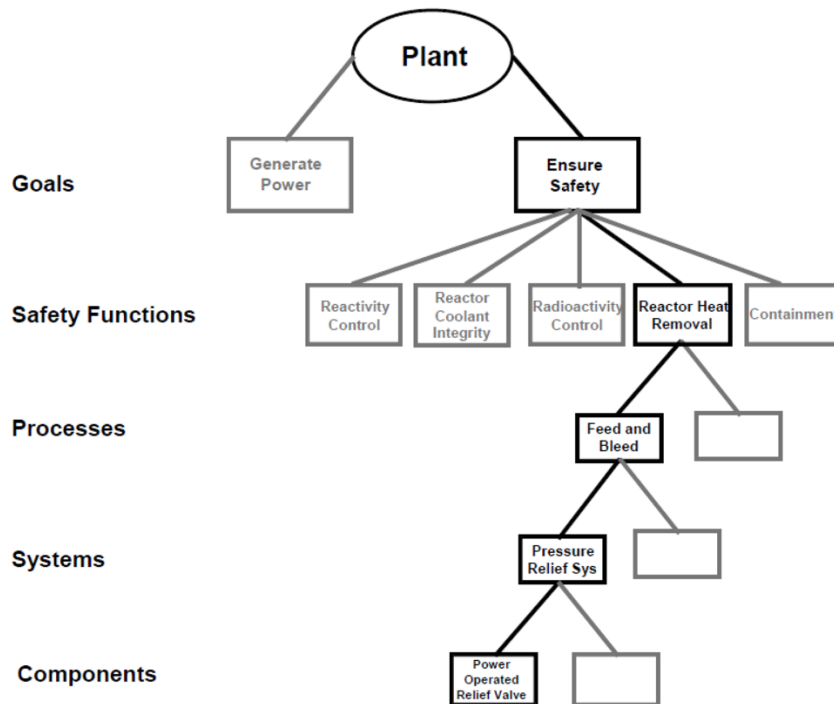 Plant
Goals
Generate
Power
Ensure
Safety
Safety Functions
Reactivity
Control
Reactor
Coolant
Integrity
Radioactivity
Control
Reactor Heat
Removal
Containment
Processes
Feed and
Bleed
Systems
Pressure
Relief Sys
Components
Power
Operated
Relief Valve